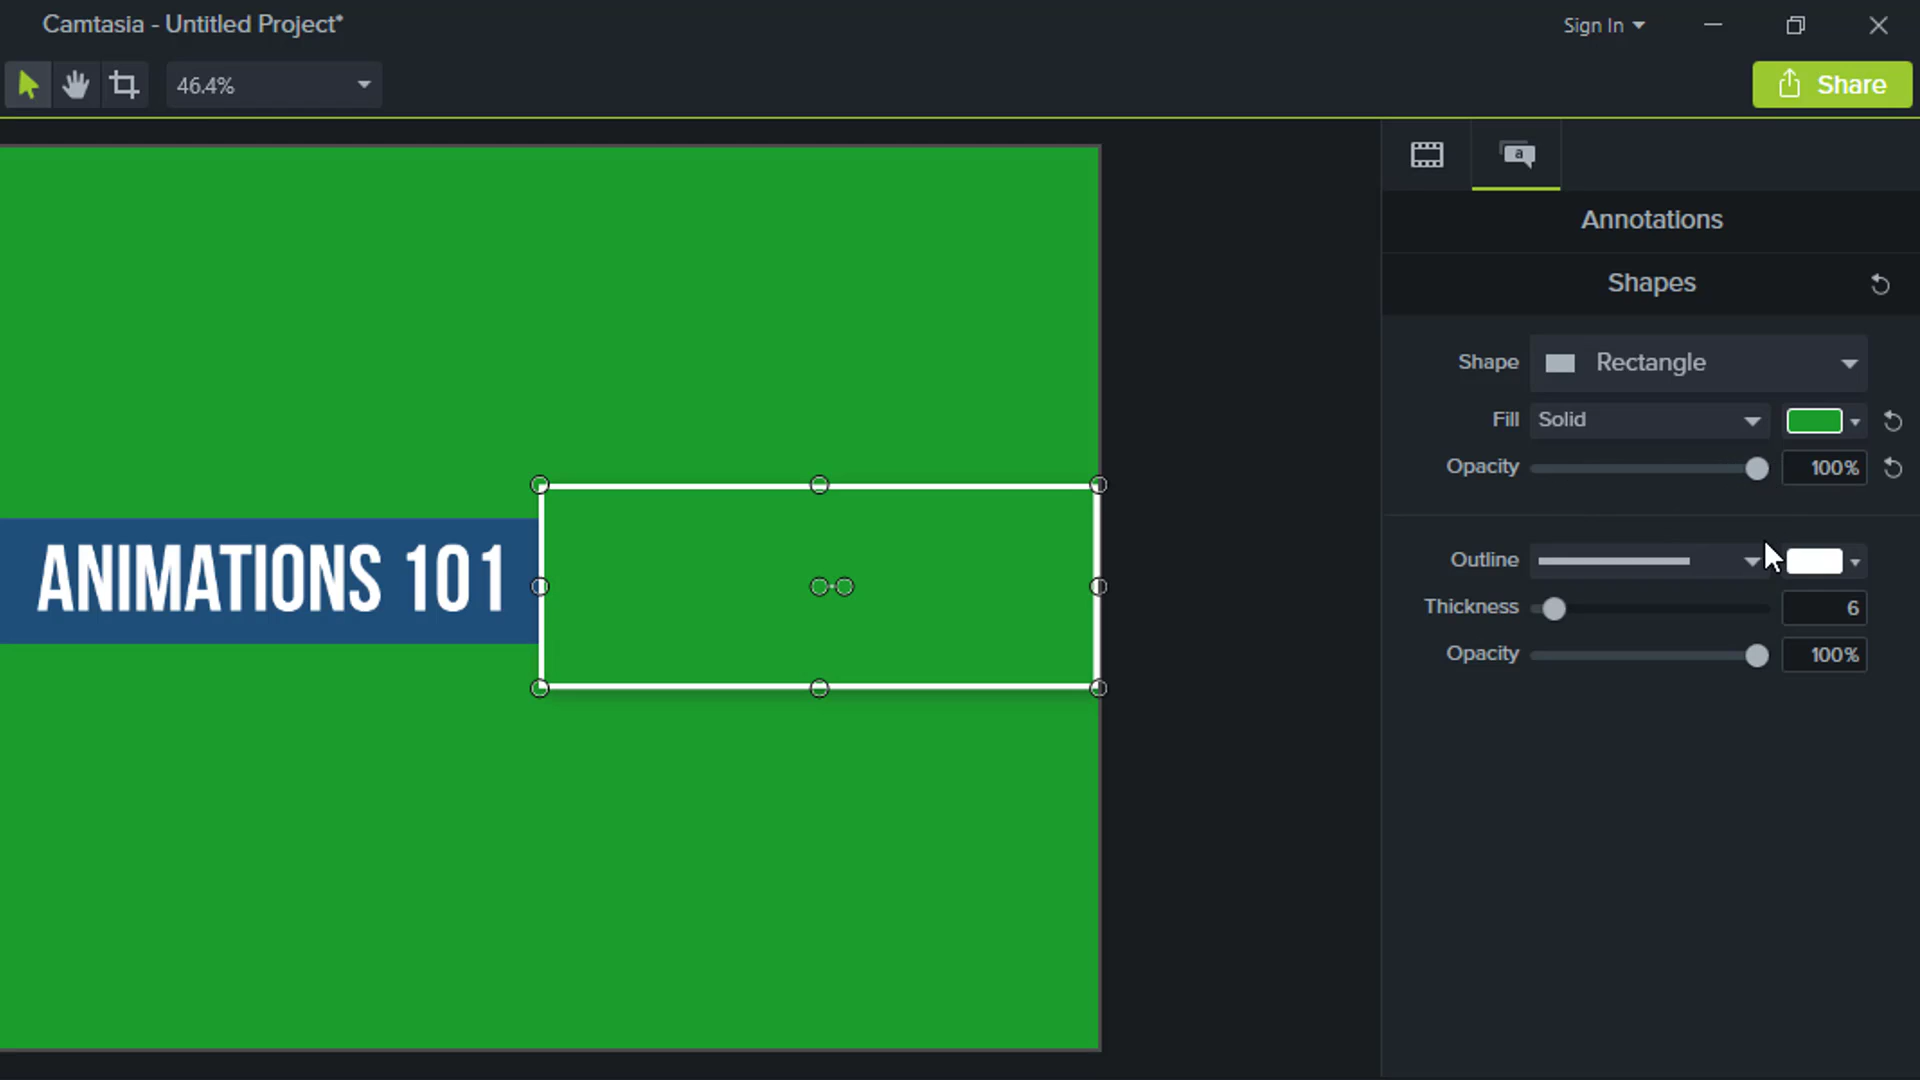 Camtasia - Untitled Project*
Sign In
46.4%
Share
a
Annotations
Shapes
Shape Rectangle
Fill Solid
Opacity 100%
ANIMATIONS 101
Outline
Thickness 6
Opacity 100%